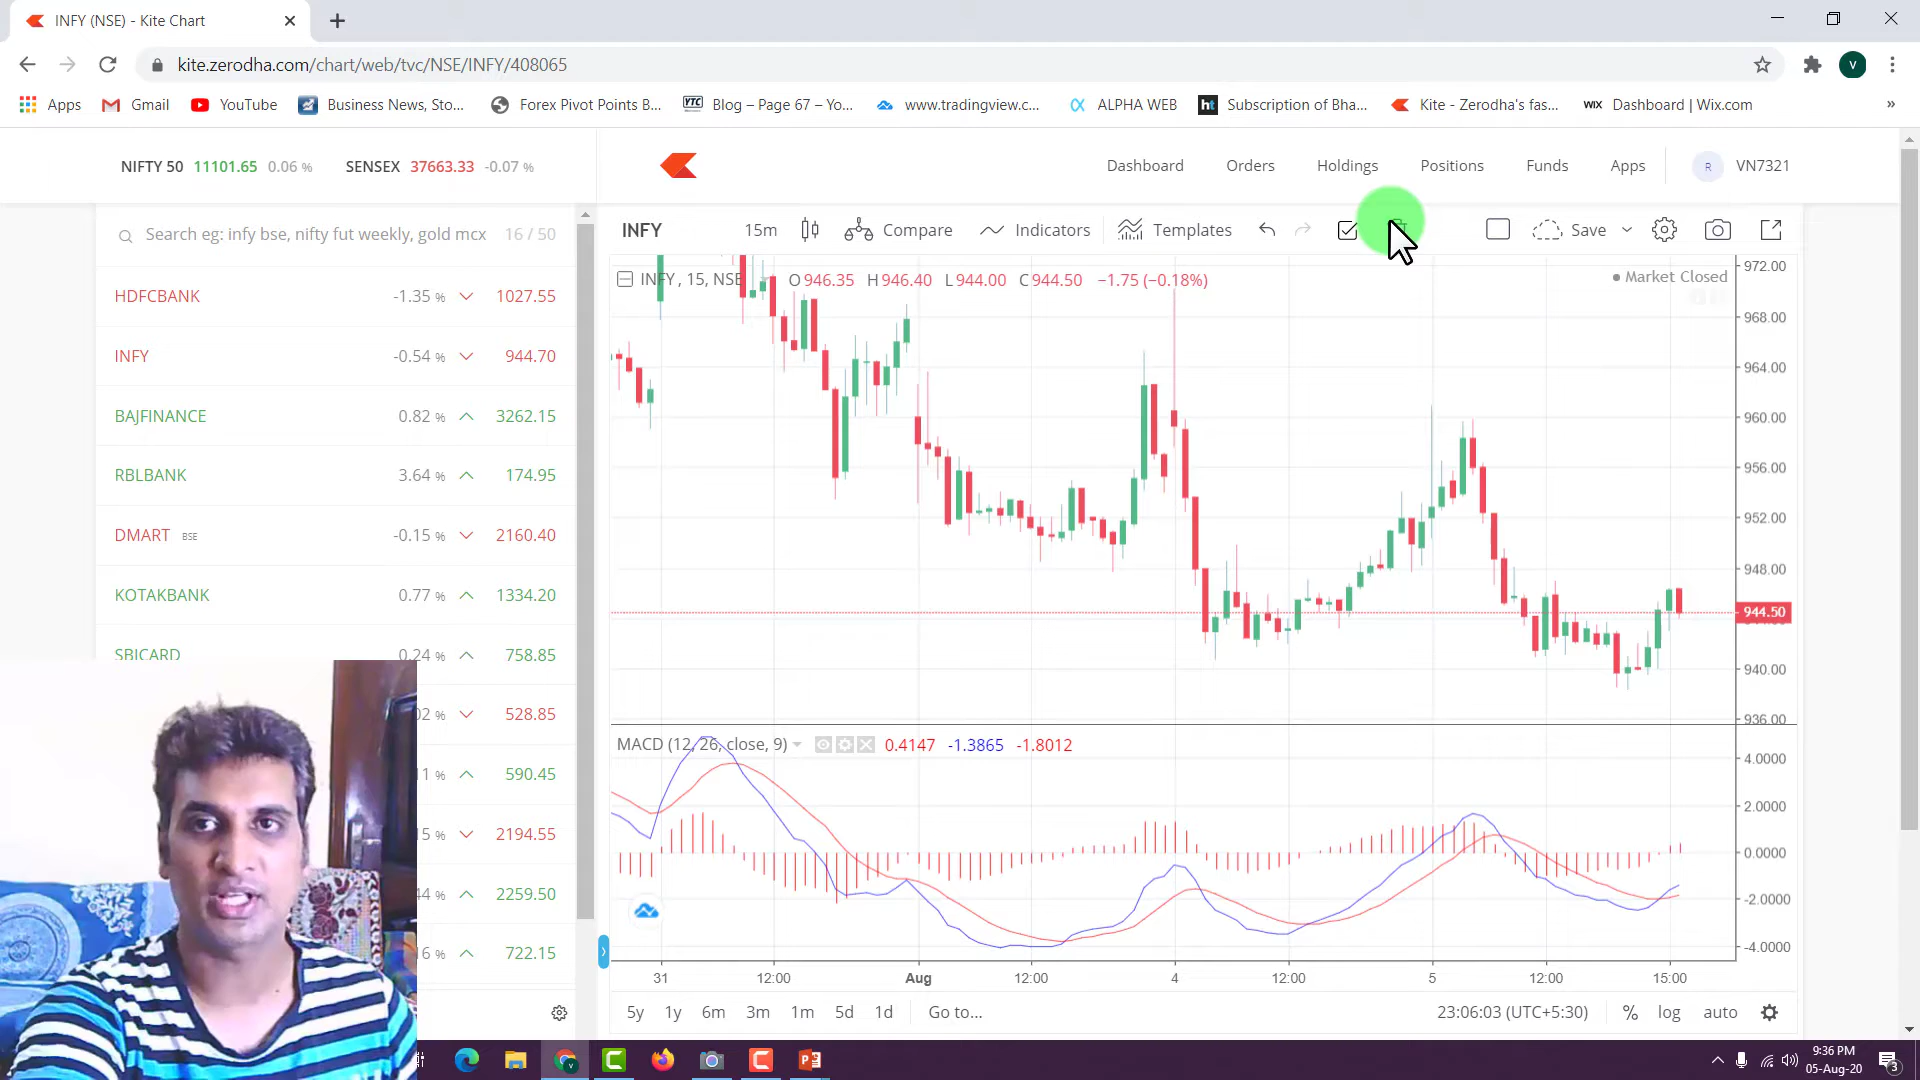 INFY (NSE) - Kite Chart
kite.zerodha.com/chart/web/tvc/NSE/INFY/408065
V
Apps Gmail YouTube Business News, Sto... Forex Pivot Points B... YTC Blog – Page 67 – Yo... www.tradingview.c... ALPHA WEB ht Subscription of Bha... Kite - Zerodha's fas... WIX Dashboard | Wix.com »
NIFTY 50 11101.65 0.06 % SENSEX 37663.33 -0.07 %
Dashboard Orders Holdings Positions Funds Apps R VN7321
Search eg: infy bse, nifty fut weekly, gold mcx 16 / 50
HDFCBANK -1.35 % 1027.55
INFY -0.54 % 944.70
BAJFINANCE 0.82 % 3262.15
RBLBANK 3.64 % 174.95
DMART BSE -0.15 % 2160.40
KOTAKBANK 0.77 % 1334.20
SBICARD 0.24 % 758.85
02 % 528.85
1 % 590.45
15 % 2194.55
44 % 2259.50
16 % 722.15
INFY 15m Compare Indicators Templates Save
INFY, 15, NSE O 946.35 H 946.40 L 944.00 C 944.50 −1.75 (−0.18%)
Market Closed
972.00
968.00
964.00
960.00
956.00
952.00
948.00
944.50
940.00
936.00
MACD (12, 26, close, 9) 0.4147 -1.3865 -1.8012
4.0000
2.0000
0.0000
-2.0000
-4.0000
31 12:00 Aug 12:00 4 12:00 5 12:00 15:00
5y 1y 6m 3m 1m 5d 1d Go to... 23:06:03 (UTC+5:30) % log auto
9:36 PM
05-Aug-20
3